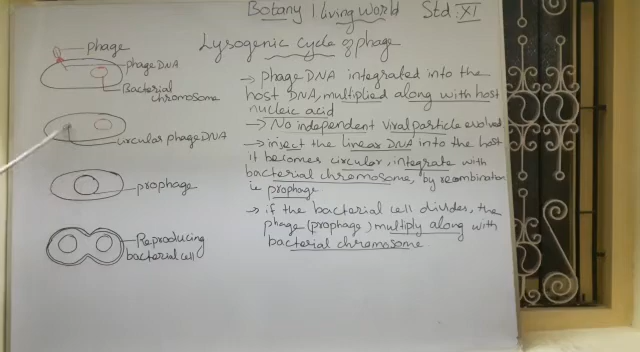 Botany | living world Std : XI
Lysogenic Cycle of phage
phage
phage DNA
Bacterial
chromosome
circular phage DNA
prophage
Reproducing
bacterial cell
→ phage DNA integrated into the
host DNA, multiplied along with host
nucleic acid
→ No independent viral particle evolved
→ insect the linear DNA into the host
it becomes circular, integrate with
bacterial chromosome, by recombination
ie prophage
→ if the bacterial cell divides, the
phage (prophage) multiply along with
bacterial chromosome